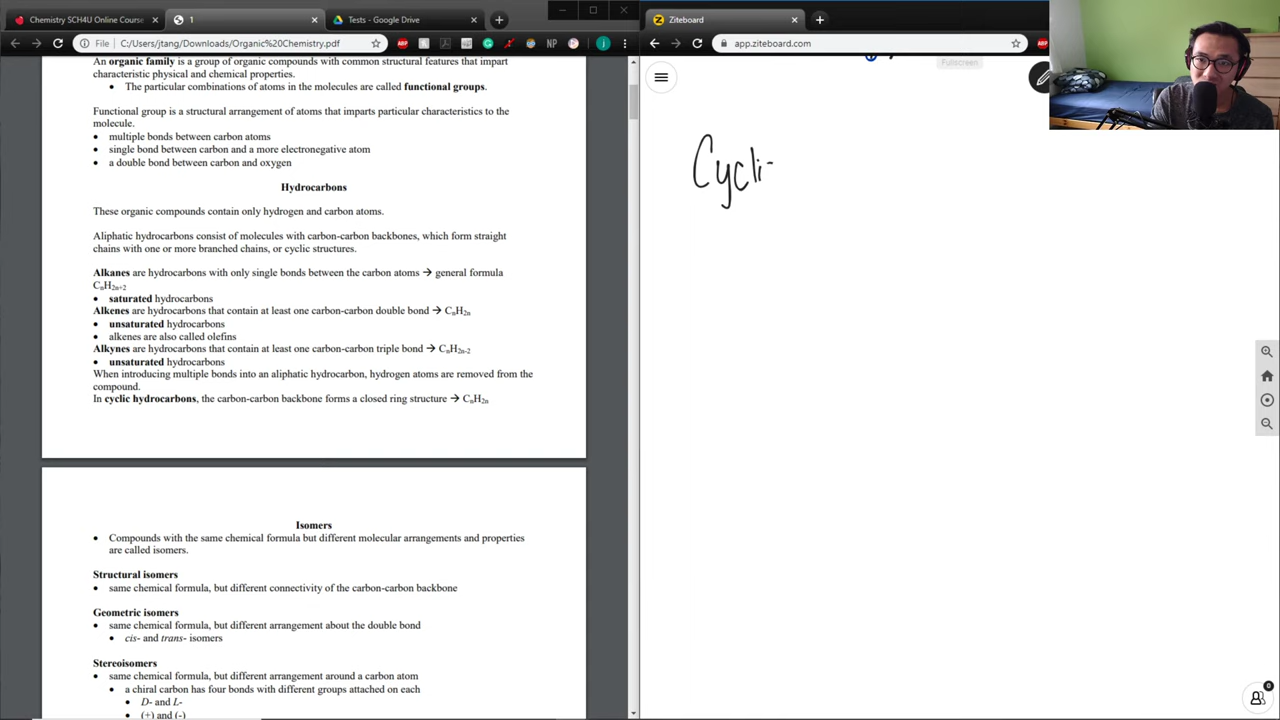 Chemistry SCH4U Online Course
1
Tests - Google Drive
File
C:/Users/jtang/Downloads/Organic%20Chemistry.pdf
ABP
NP
j
An organic family is a group of organic compounds with common structural features that impart
characteristic physical and chemical properties.
• The particular combinations of atoms in the molecules are called functional groups.
Functional group is a structural arrangement of atoms that imparts particular characteristics to the
molecule.
• multiple bonds between carbon atoms
• single bond between carbon and a more electronegative atom
• a double bond between carbon and oxygen
Hydrocarbons
These organic compounds contain only hydrogen and carbon atoms.
Aliphatic hydrocarbons consist of molecules with carbon-carbon backbones, which form straight
chains with one or more branched chains, or cyclic structures.
Alkanes are hydrocarbons with only single bonds between the carbon atoms → general formula
CnH2n+2
• saturated hydrocarbons
Alkenes are hydrocarbons that contain at least one carbon-carbon double bond → CnH2n
• unsaturated hydrocarbons
• alkenes are also called olefins
Alkynes are hydrocarbons that contain at least one carbon-carbon triple bond → CnH2n-2
• unsaturated hydrocarbons
When introducing multiple bonds into an aliphatic hydrocarbon, hydrogen atoms are removed from the
compound.
In cyclic hydrocarbons, the carbon-carbon backbone forms a closed ring structure → CnH2n
Isomers
• Compounds with the same chemical formula but different molecular arrangements and properties
are called isomers.
Structural isomers
• same chemical formula, but different connectivity of the carbon-carbon backbone
Geometric isomers
• same chemical formula, but different arrangement about the double bond
• cis- and trans- isomers
Stereoisomers
• same chemical formula, but different arrangement around a carbon atom
• a chiral carbon has four bonds with different groups attached on each
• D- and L-
• (+) and (-)
Ziteboard
app.ziteboard.com
ABP
Fullscreen
Cycli
0